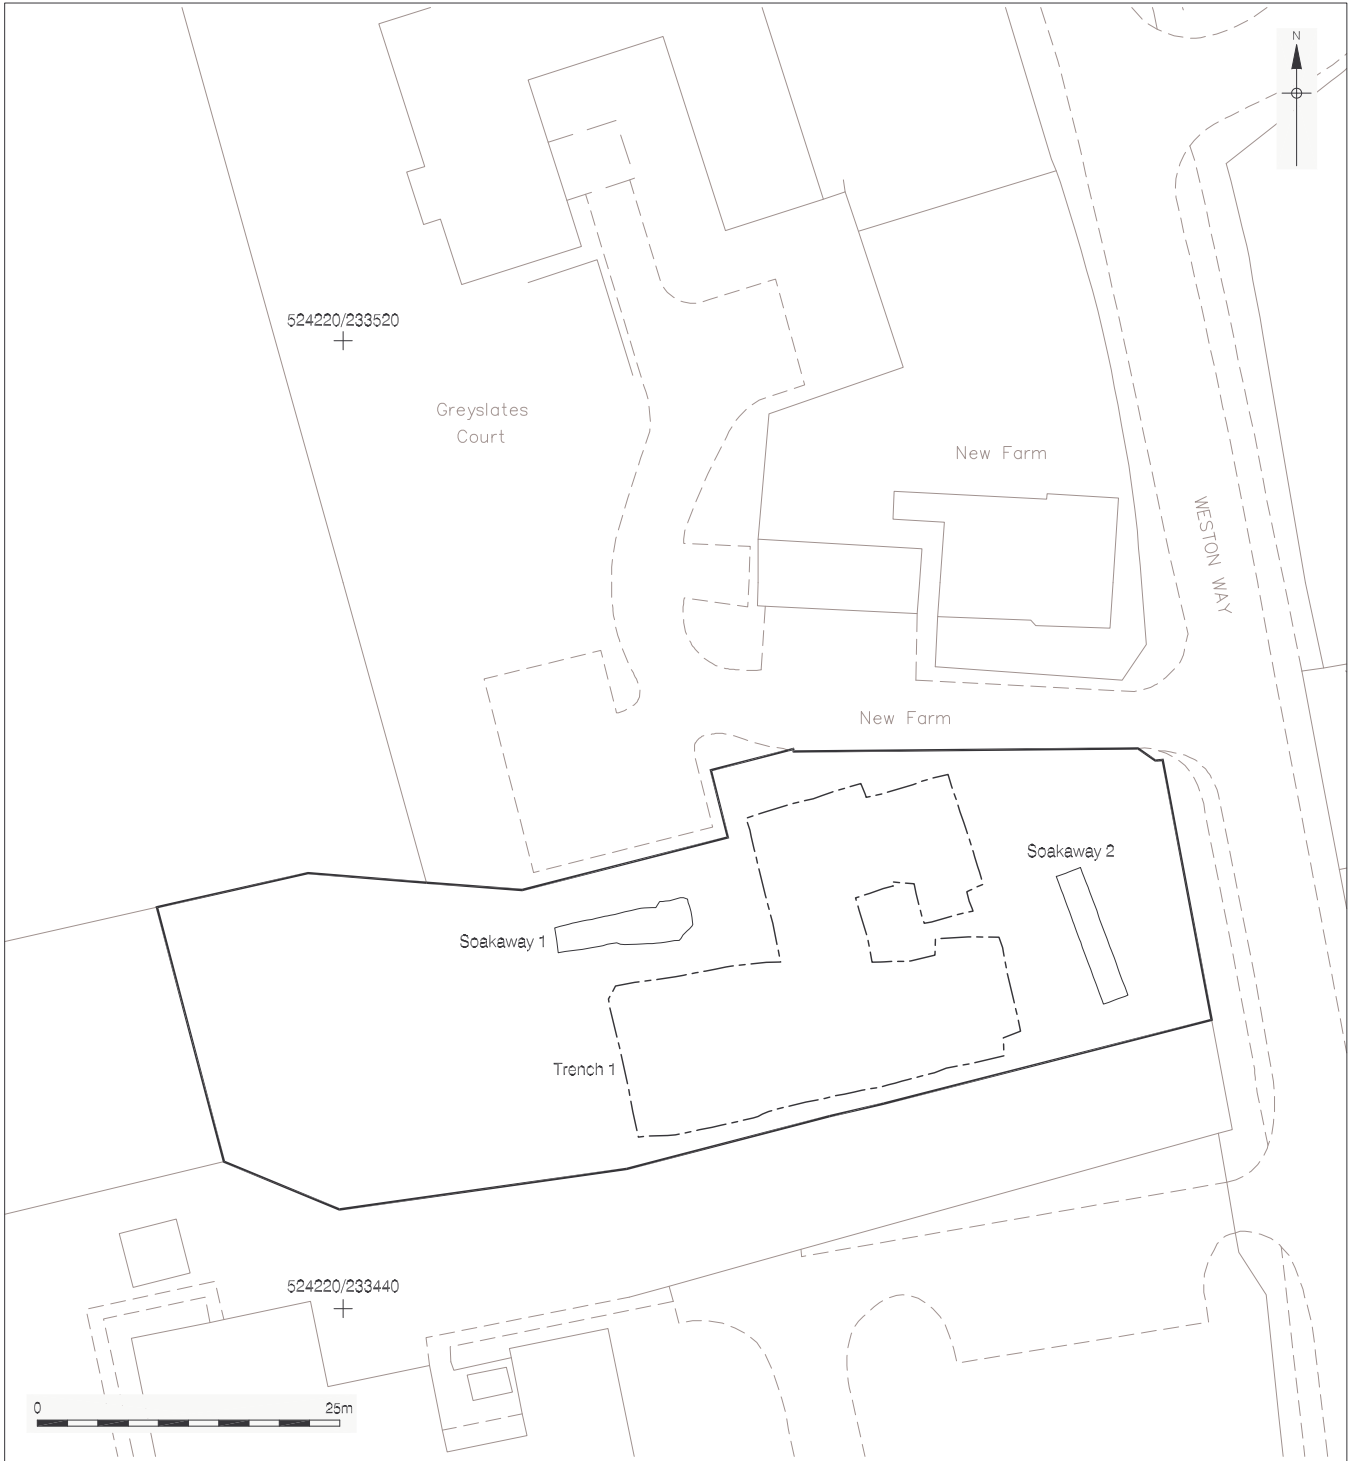 N
524220/233520
Greyslates
Court
New Farm
WESTON WAY
New Farm
Soakaway 2
Soakaway 1
Trench 1
524220/233440
0 25m